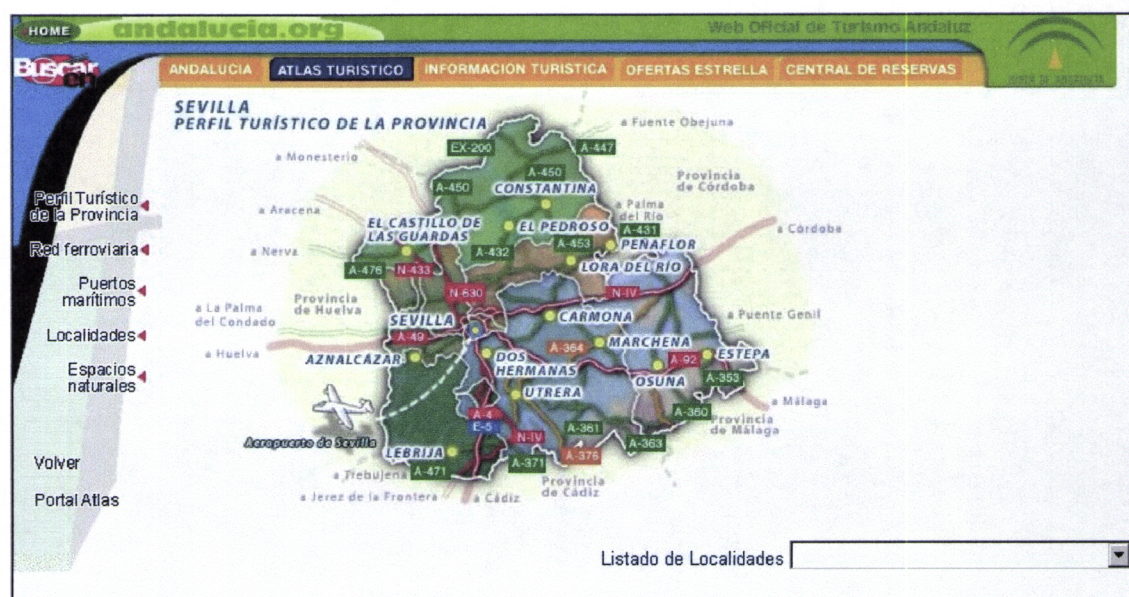 HOME
andalucia.org
Web Oficial de Turismo Andaluz
Buscar
en
ANDALUCIA
ATLAS TURISTICO
INFORMACIÓN TURISTICA
OFERTAS ESTRELLA
CENTRAL DE RESERVAS
JUNTA DE ANDALUCIA
SEVILLA
PERFIL TURÍSTICO DE LA PROVINCIA
Perfil Turístico
de la Provincia
Red ferroviaria
Puertos
marítimos
Localidades
Espacios
naturales
Volver
Portal Atlas
a Fuente Obejuna
EX-200
A-447
a Monesterio
A-450
A-450
CONSTANTINA
Provincia
de Córdoba
a Aracena
EL CASTILLO DE
LAS GUARDAS
EL PEDROSO
a Palma
del Río
A-431
a Córdoba
a Nerva
A-432
A-453
PEÑAFLOR
A-476
N-433
LORA DEL RÍO
N-630
N-IV
Provincia
de Huelva
a La Palma
del Condado
SEVILLA
CARMONA
a Puente Genil
A-49
a Huelva
AZNALCÁZAR
A-364
MARCHENA
DOS
HERMANAS
A-92
ESTEPA
OSUNA
A-353
UTRERA
A-360
a Málaga
A-4
E-5
A-361
Provincia
de Málaga
Aeropuerto de Sevilla
N-IV
A-363
LEBRIJA
A-376
A-471
A-371
a Trebujena
a Jerez de la Frontera
a Cádiz
Provincia
de Cádiz
Listado de Localidades